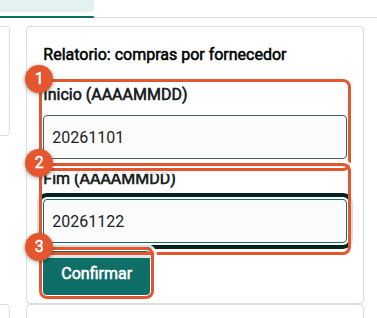 Relatorio: compras por fornecedor
1
Inicio (AAAAMMDD)
20261101
2
Fim (AAAAMMDD)
20261122
3
Confirmar